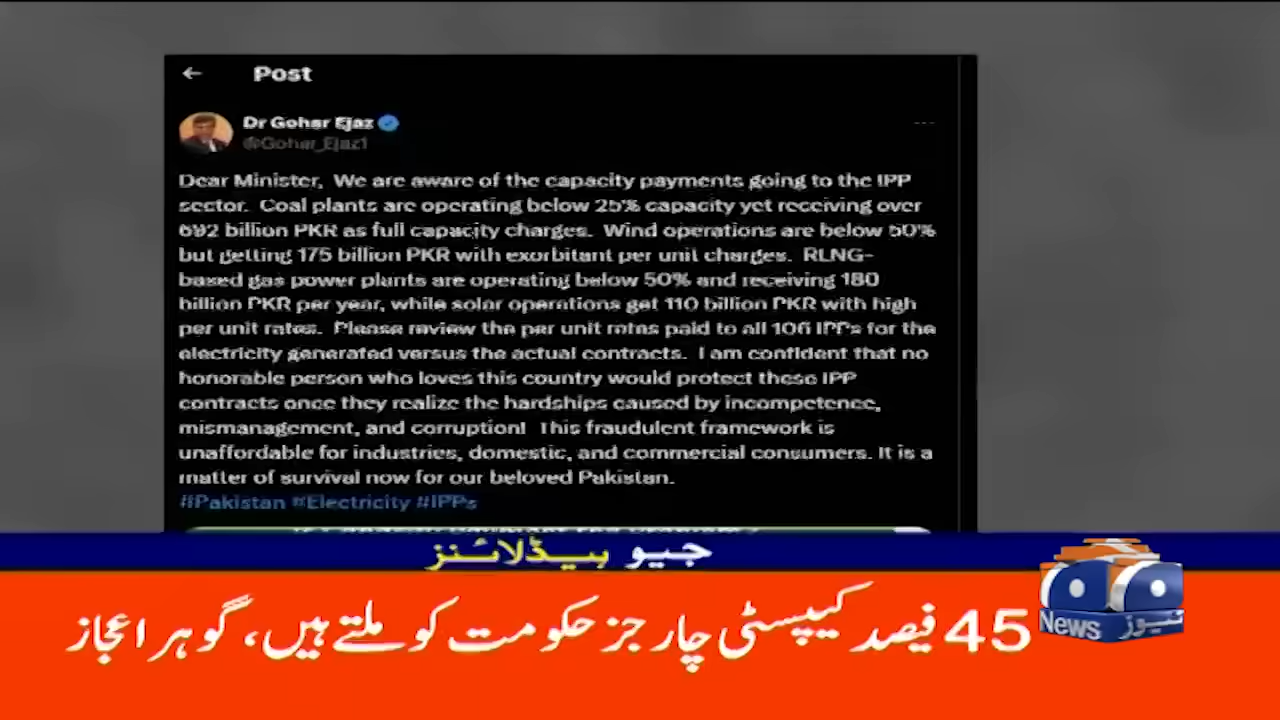 Post
Dr Gohar Ejaz
@Gohar_Ejaz1
Dear Minister, We are aware of the capacity payments going to the IPP
sector. Coal plants are operating below 25% capacity yet receiving over
692 billion PKR as full capacity charges. Wind operations are below 50%
but getting 175 billion PKR with exorbitant per unit charges. RLNG-
based gas power plants are operating below 50% and receiving 180
billion PKR per year, while solar operations get 110 billion PKR with high
per unit rates. Please review the per unit rates paid to all 106 IPPs for the
electricity generated versus the actual contracts. I am confident that no
honorable person who loves this country would protect these IPP
contracts once they realize the hardships caused by incompetence,
mismanagement, and corruption! This fraudulent framework is
unaffordable for industries, domestic, and commercial consumers. It is a
matter of survival now for our beloved Pakistan.
#Pakistan #Electricity #IPPs
جیو ہیڈلائنز
45 فیصد کیپسٹی چارجز حکومت کو ملتے ہیں، گوہر اعجاز
News نیوز